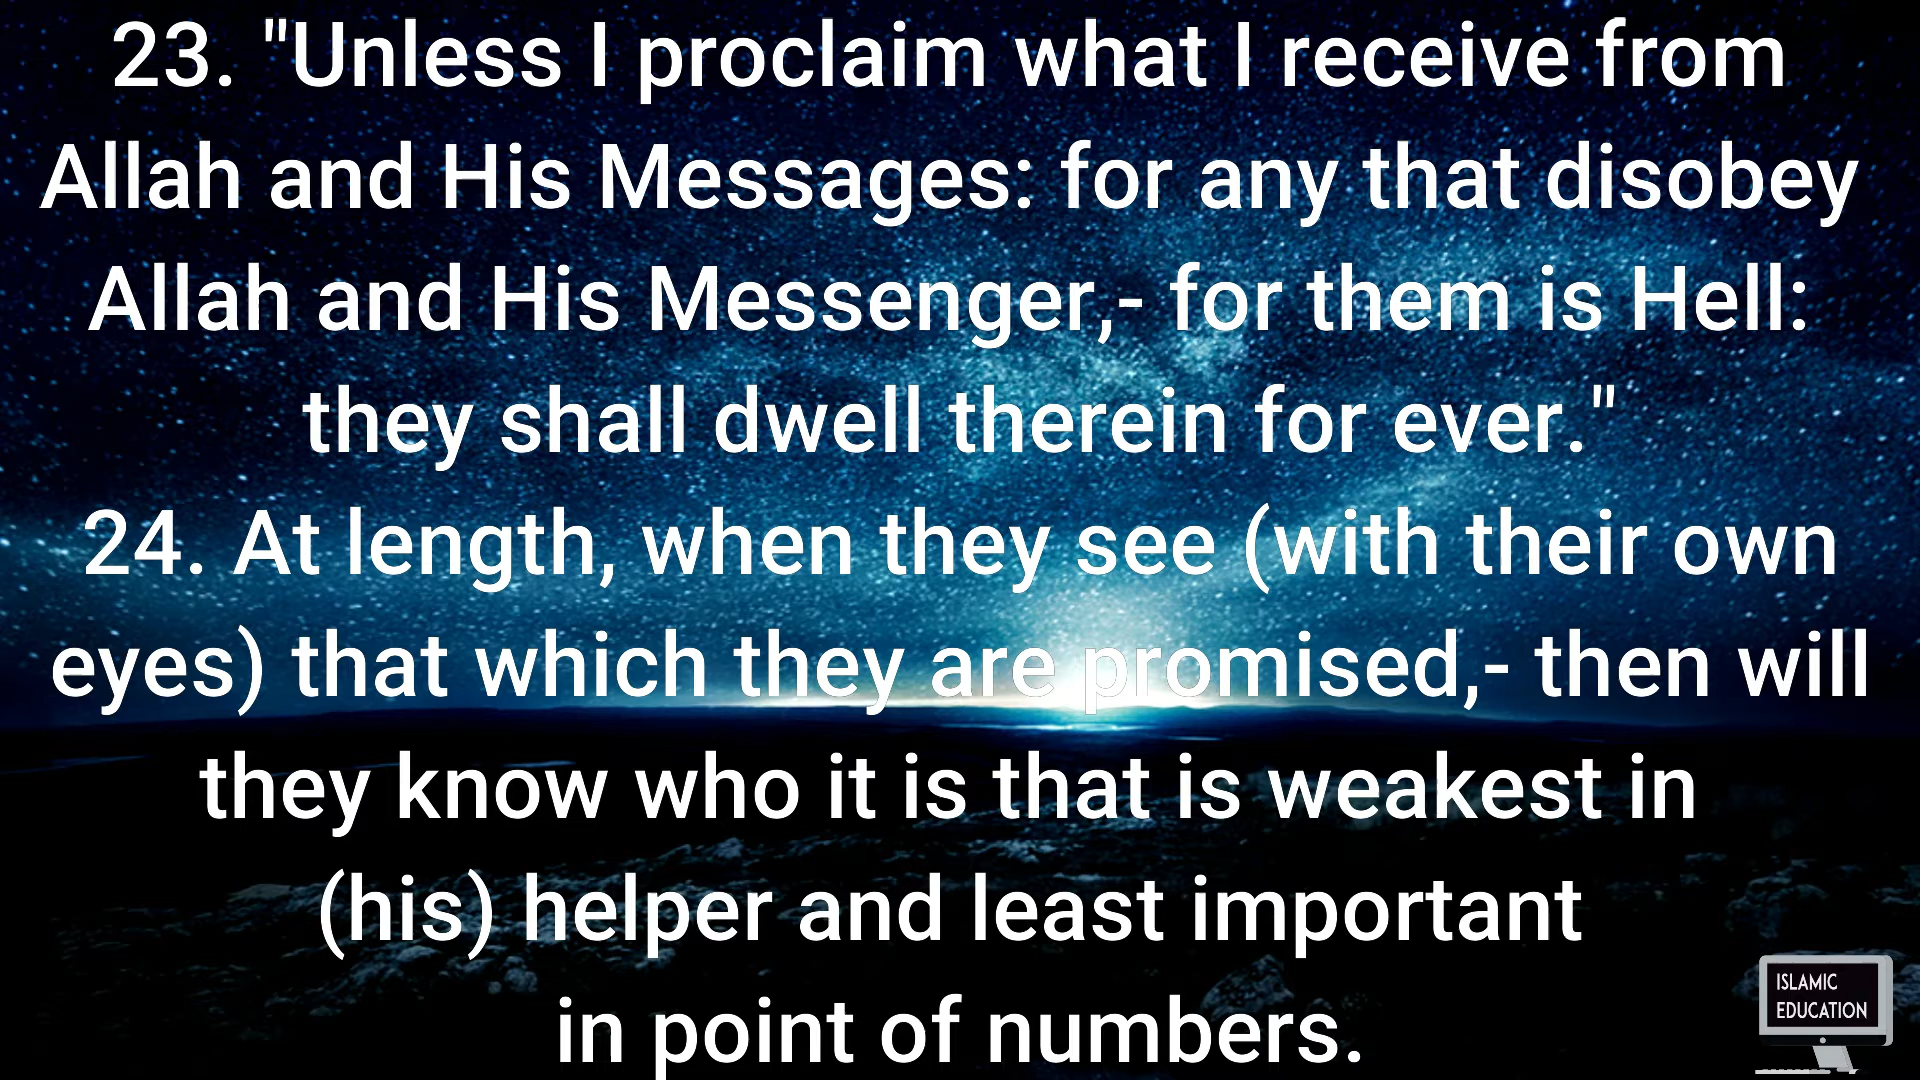 23. "Unless I proclaim what I receive from
Allah and His Messages: for any that disobey
Allah and His Messenger,- for them is Hell:
they shall dwell therein for ever."
24. At length, when they see (with their own
eyes) that which they are promised,- then will
they know who it is that is weakest in
(his) helper and least important
in point of numbers.
ISLAMIC
EDUCATION